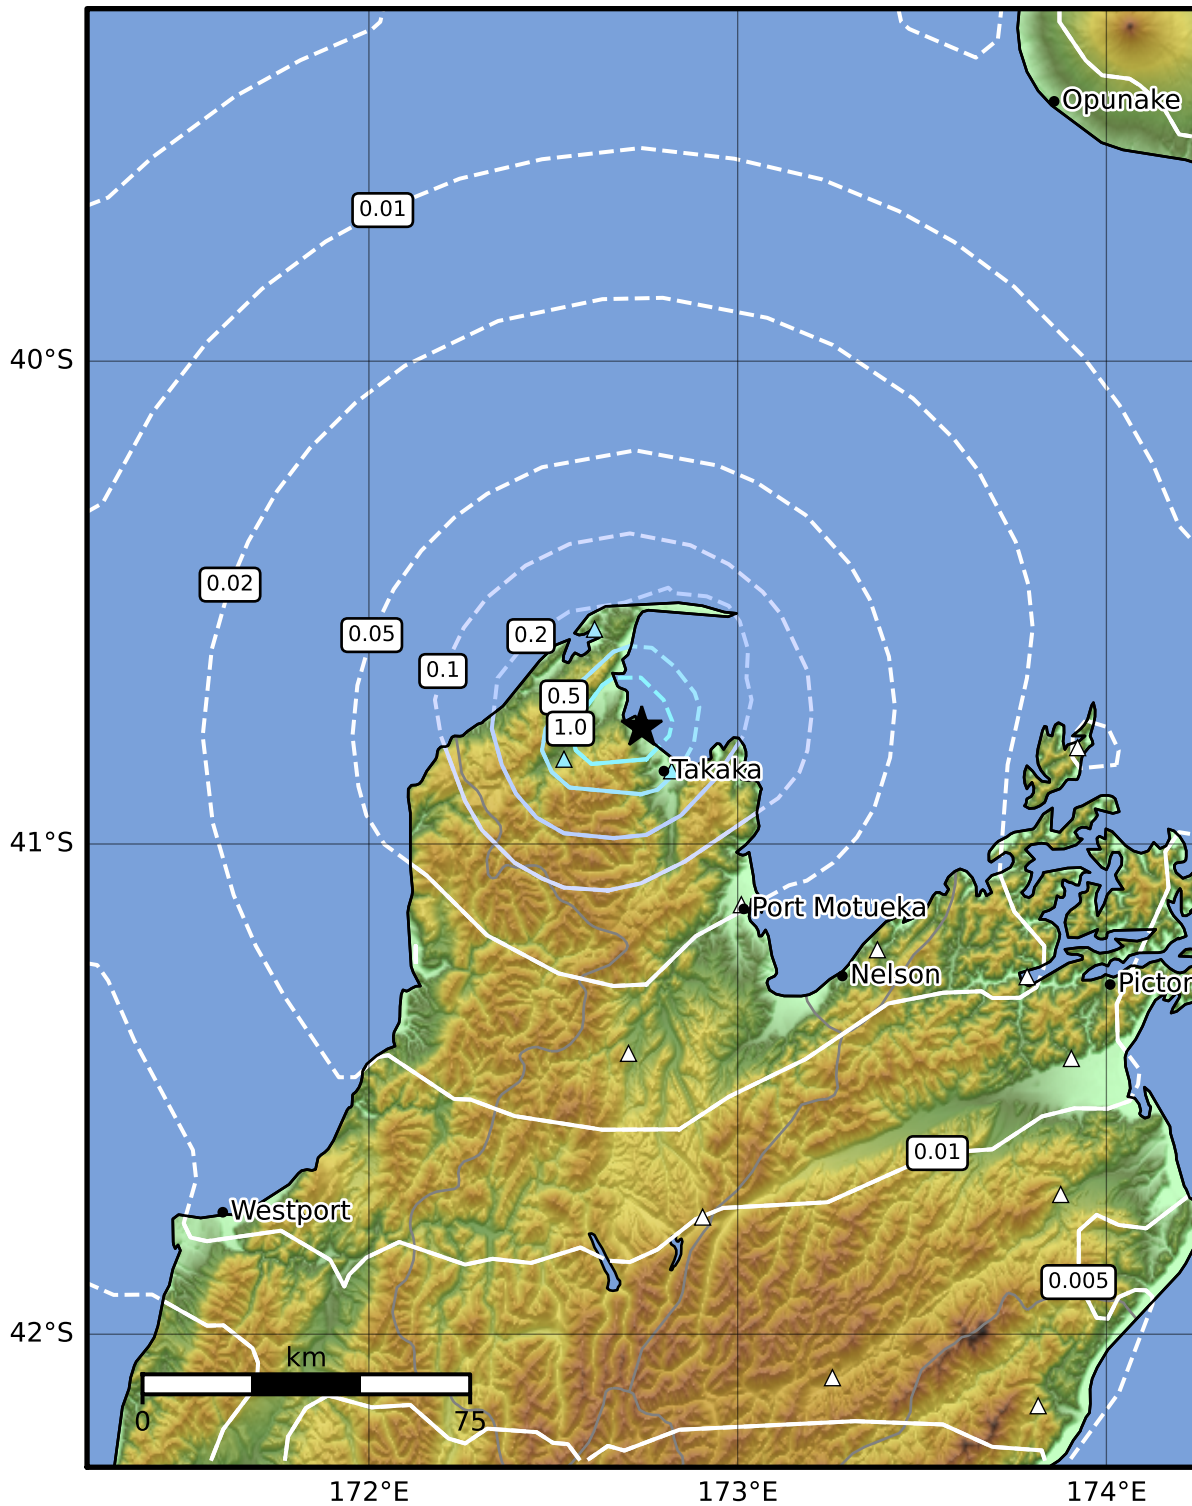 Opunake
0.01
40°S
0.02
0.05
0.2
0.1
0.5
1.0
Takaka
41°S
Port Motueka
Nelson
Picton
0.01
Westport
0.005
42°S
km
0
75
172°E
173°E
174°E